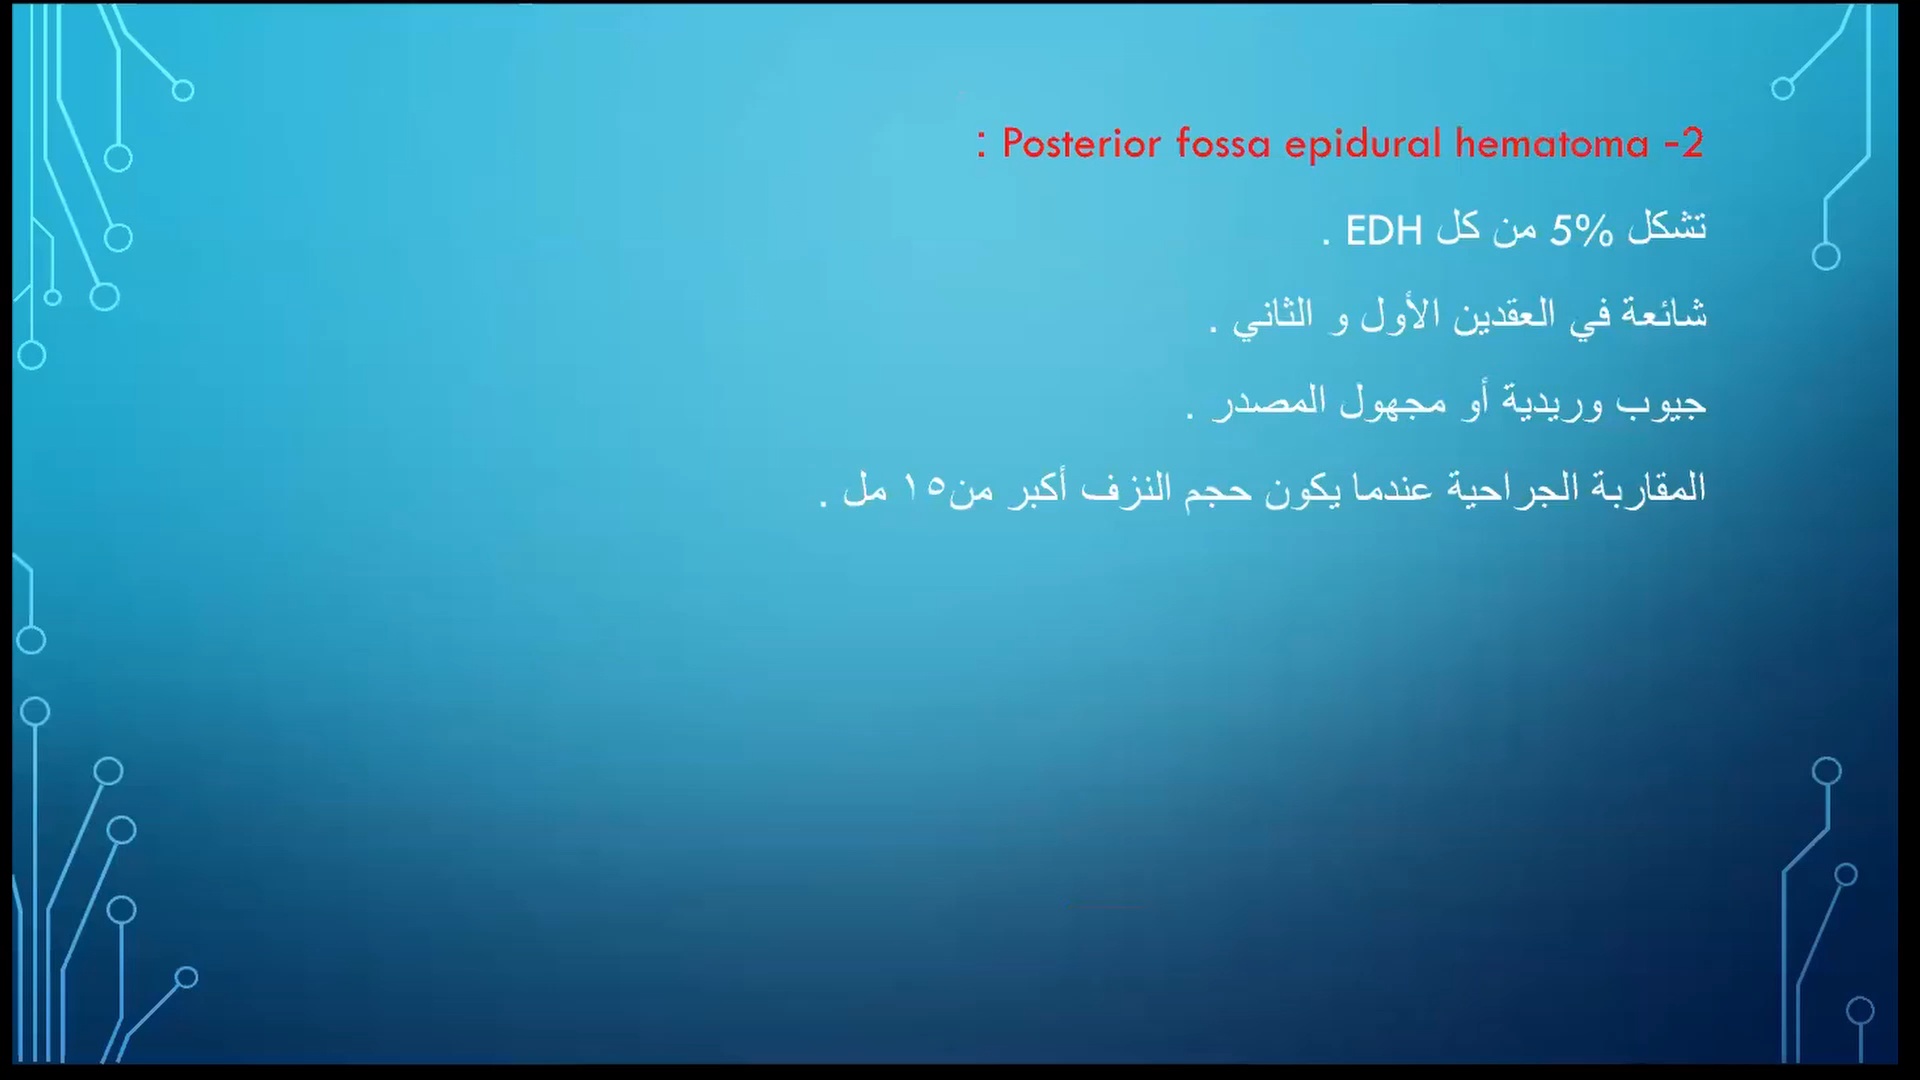 2- Posterior fossa epidural hematoma :
تشكل 5% من كل EDH .
شائعة في العقدين الأول و الثاني .
جيوب وريدية أو مجهول المصدر .
المقاربة الجراحية عندما يكون حجم النزف أكبر من١٥ مل .